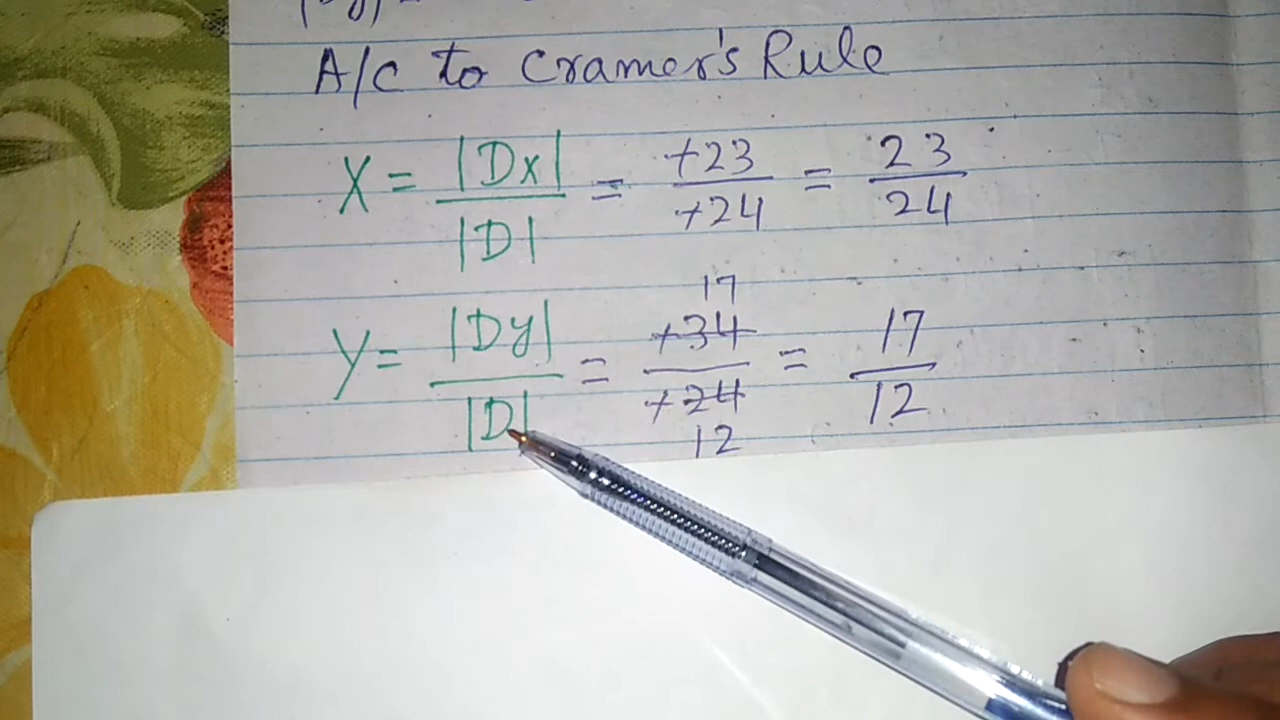 A/C to Cramer's Rule
X = |Dx| / |D| = +23 / +24 = 23 / 24
17
Y = |Dy| / |D| = +34 / +24 = 17 / 12
12